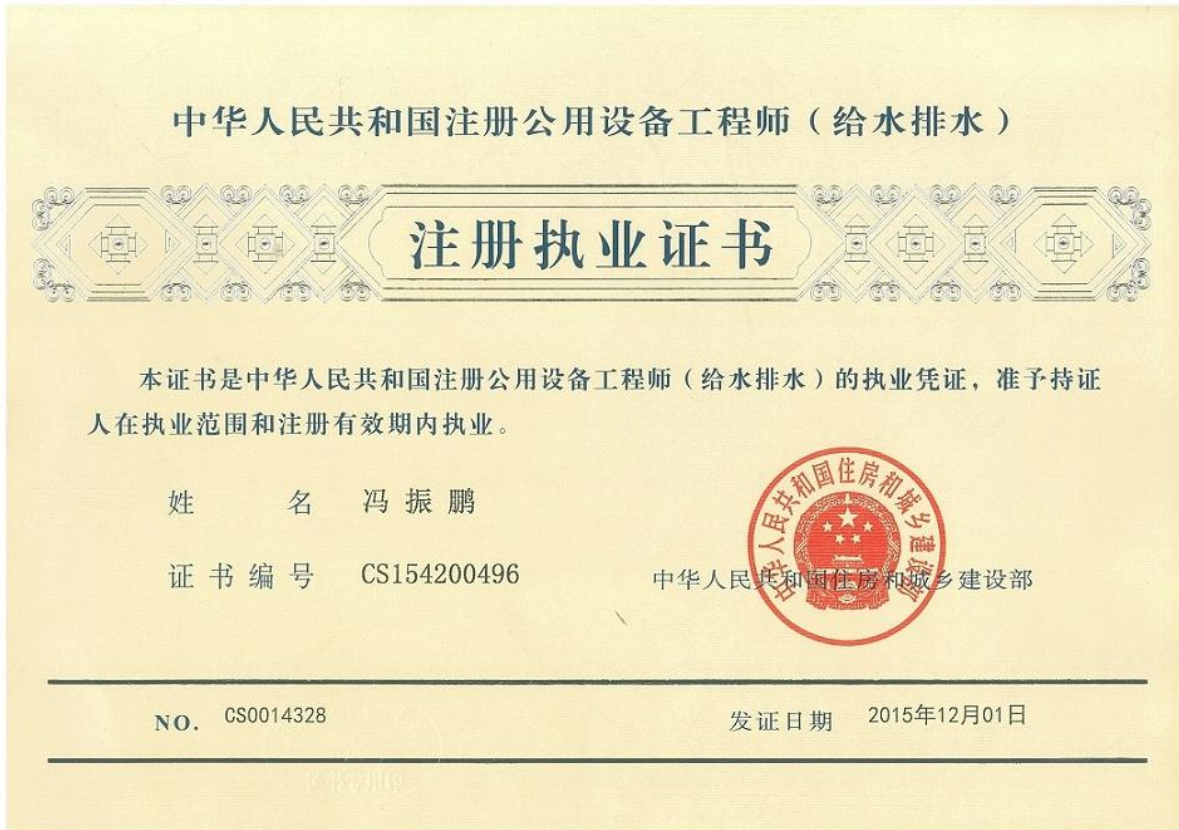 中华人民共和国注册公用设备工程师（给水排水）
注册执业证书
本证书是中华人民共和国注册公用设备工程师（给水排水）的执业凭证，准予持证
人在执业范围和注册有效期内执业。
姓 名 冯振鹏
证书编号 CS154200496
中华人民共和国住房和城乡建设部
中华人民共和国住房和城乡建设部
NO. CS0014328
发证日期 2015年12月01日